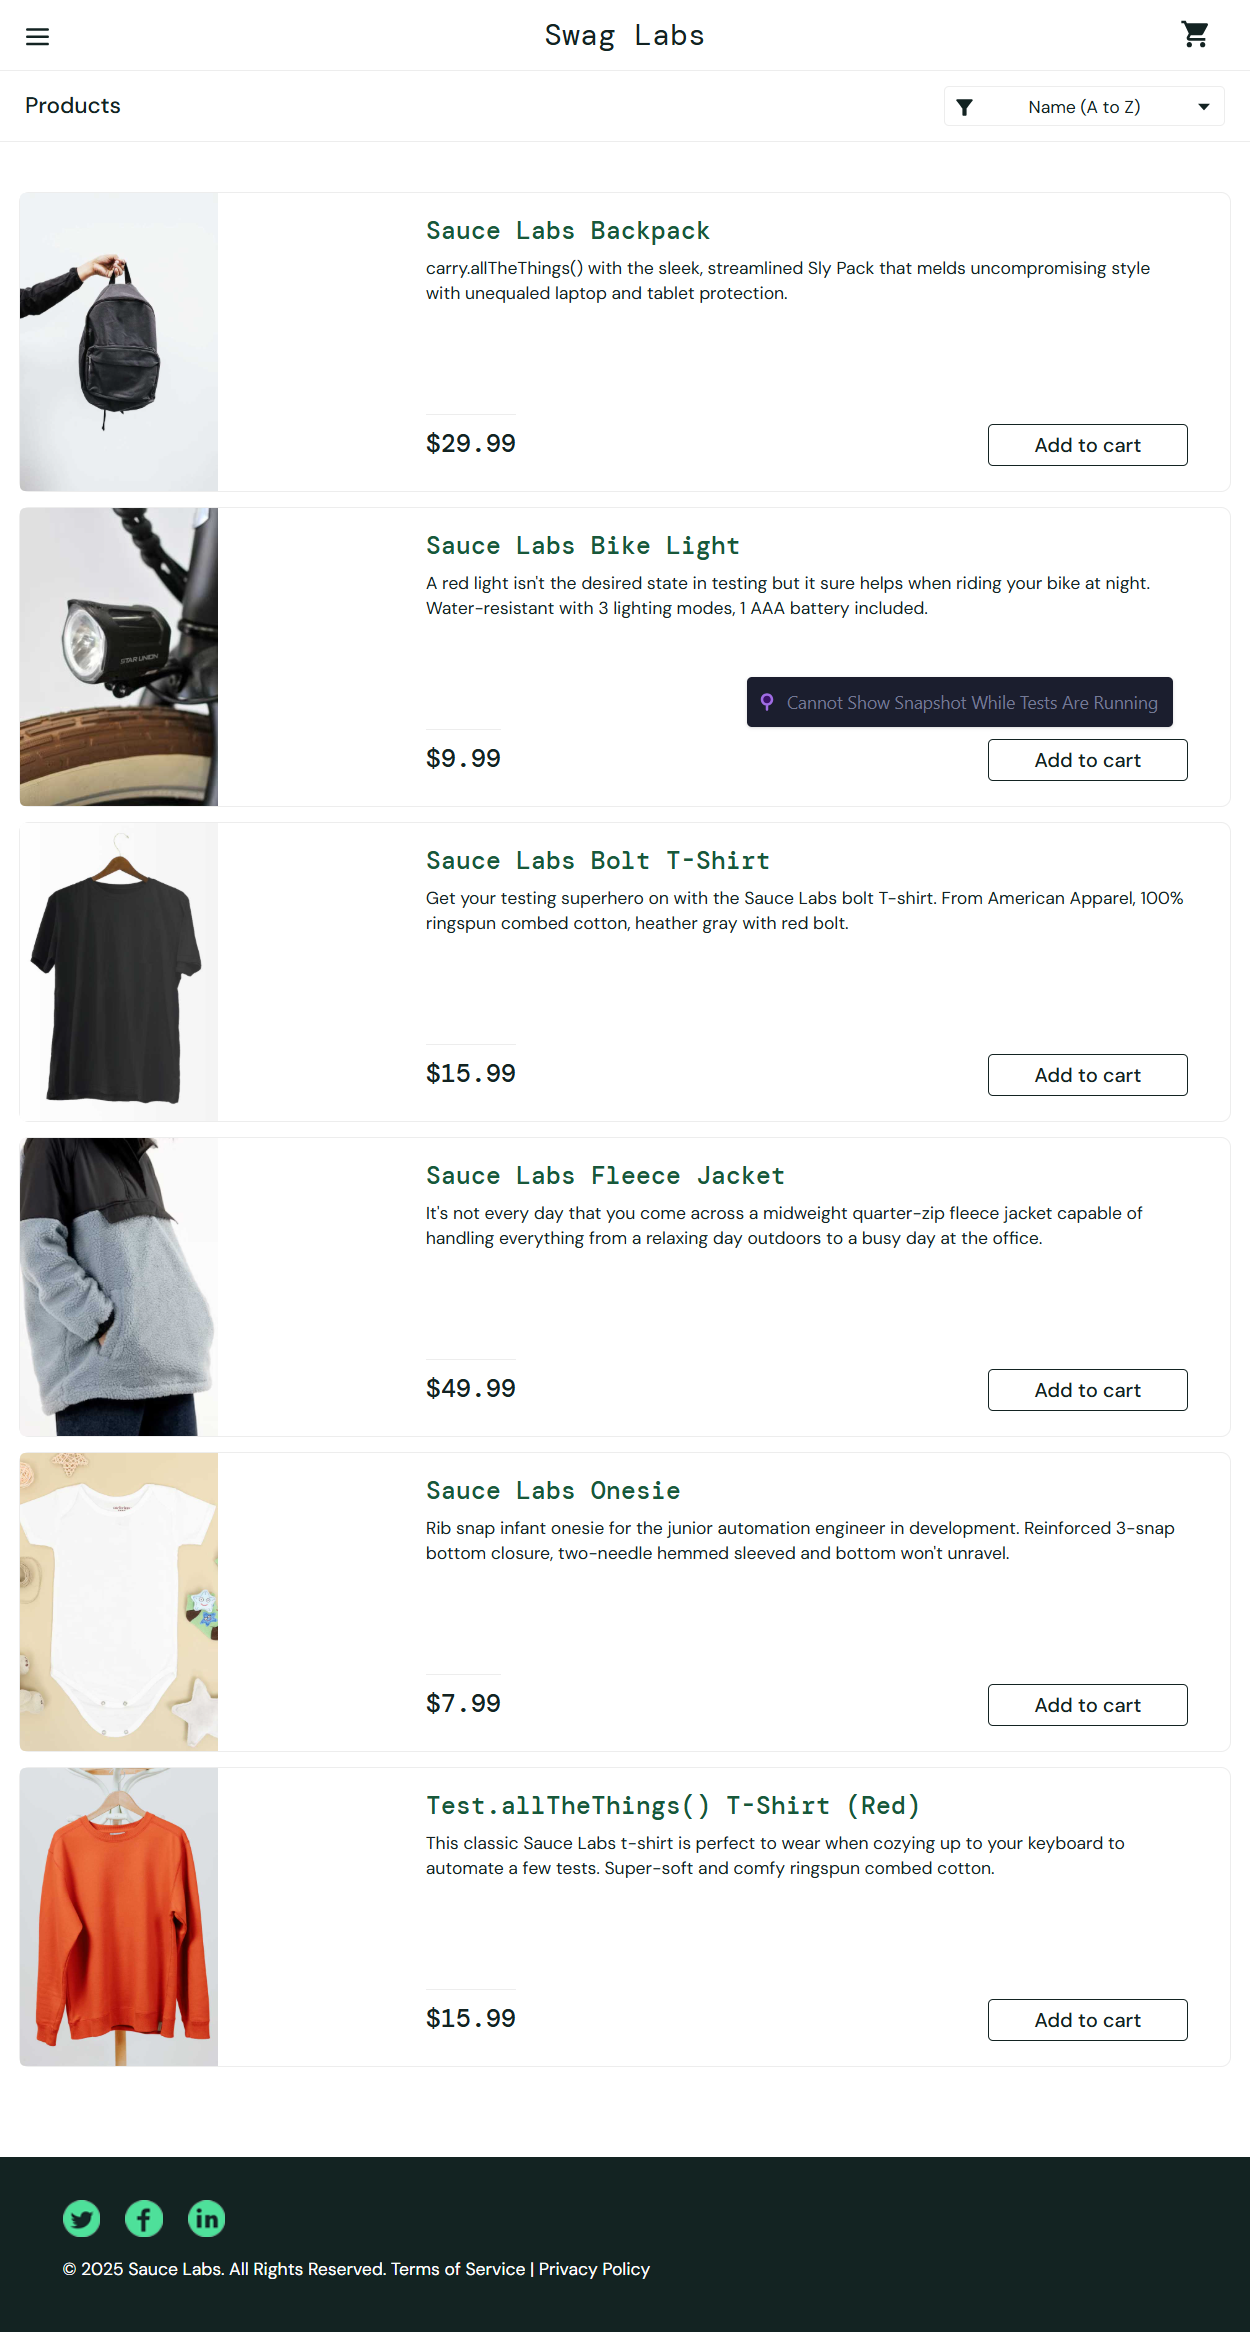 Swag Labs
Products
Name (A to Z)
Sauce Labs Backpack
carry.allTheThings() with the sleek, streamlined Sly Pack that melds uncompromising style
with unequaled laptop and tablet protection.
$29.99
Add to cart
STAR UNION
Sauce Labs Bike Light
A red light isn't the desired state in testing but it sure helps when riding your bike at night.
Water-resistant with 3 lighting modes, 1 AAA battery included.
Cannot Show Snapshot While Tests Are Running
$9.99
Add to cart
Sauce Labs Bolt T-Shirt
Get your testing superhero on with the Sauce Labs bolt T-shirt. From American Apparel, 100%
ringspun combed cotton, heather gray with red bolt.
$15.99
Add to cart
Sauce Labs Fleece Jacket
It's not every day that you come across a midweight quarter-zip fleece jacket capable of
handling everything from a relaxing day outdoors to a busy day at the office.
$49.99
Add to cart
Sauce Labs Onesie
Rib snap infant onesie for the junior automation engineer in development. Reinforced 3-snap
bottom closure, two-needle hemmed sleeved and bottom won't unravel.
$7.99
Add to cart
Test.allTheThings() T-Shirt (Red)
This classic Sauce Labs t-shirt is perfect to wear when cozying up to your keyboard to
automate a few tests. Super-soft and comfy ringspun combed cotton.
$15.99
Add to cart
© 2025 Sauce Labs. All Rights Reserved. Terms of Service | Privacy Policy